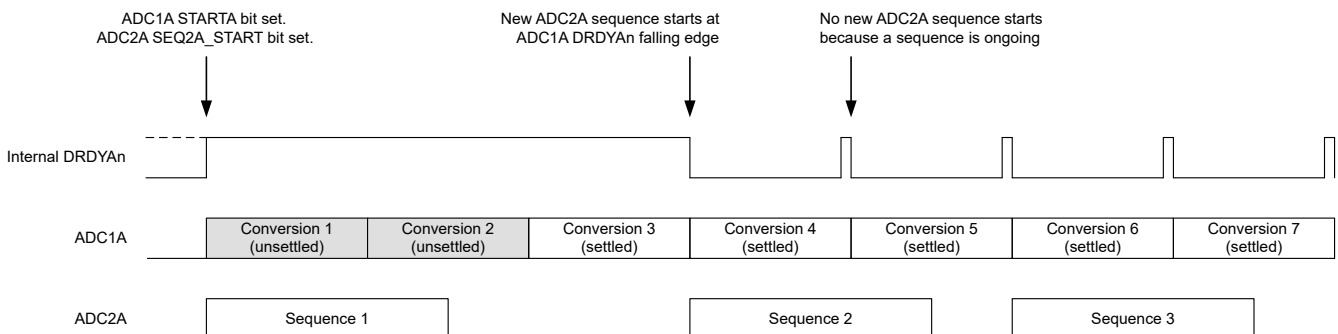 ADC1A STARTA bit set.
ADC2A SEQ2A_START bit set.
New ADC2A sequence starts at
ADC1A DRDYAn falling edge
No new ADC2A sequence starts
because a sequence is ongoing
Internal DRDYAn
ADC1A
Conversion 1
(unsettled)
Conversion 2
(unsettled)
Conversion 3
(settled)
Conversion 4
(settled)
Conversion 5
(settled)
Conversion 6
(settled)
Conversion 7
(settled)
ADC2A
Sequence 1
Sequence 2
Sequence 3